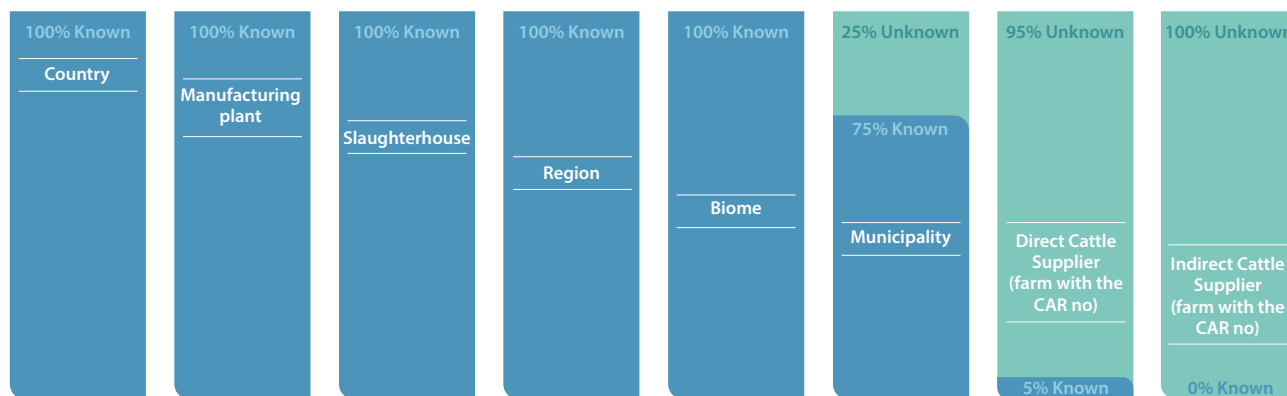 100% Known
Country
100% Known
Manufacturing
plant
100% Known
Slaughterhouse
100% Known
Region
100% Known
Biome
25% Unknown
75% Known
Municipality
95% Unknown
Direct Cattle
Supplier
(farm with the
CAR no)
5% Known
100% Unknown
Indirect Cattle
Supplier
(farm with the
CAR no)
0% Known